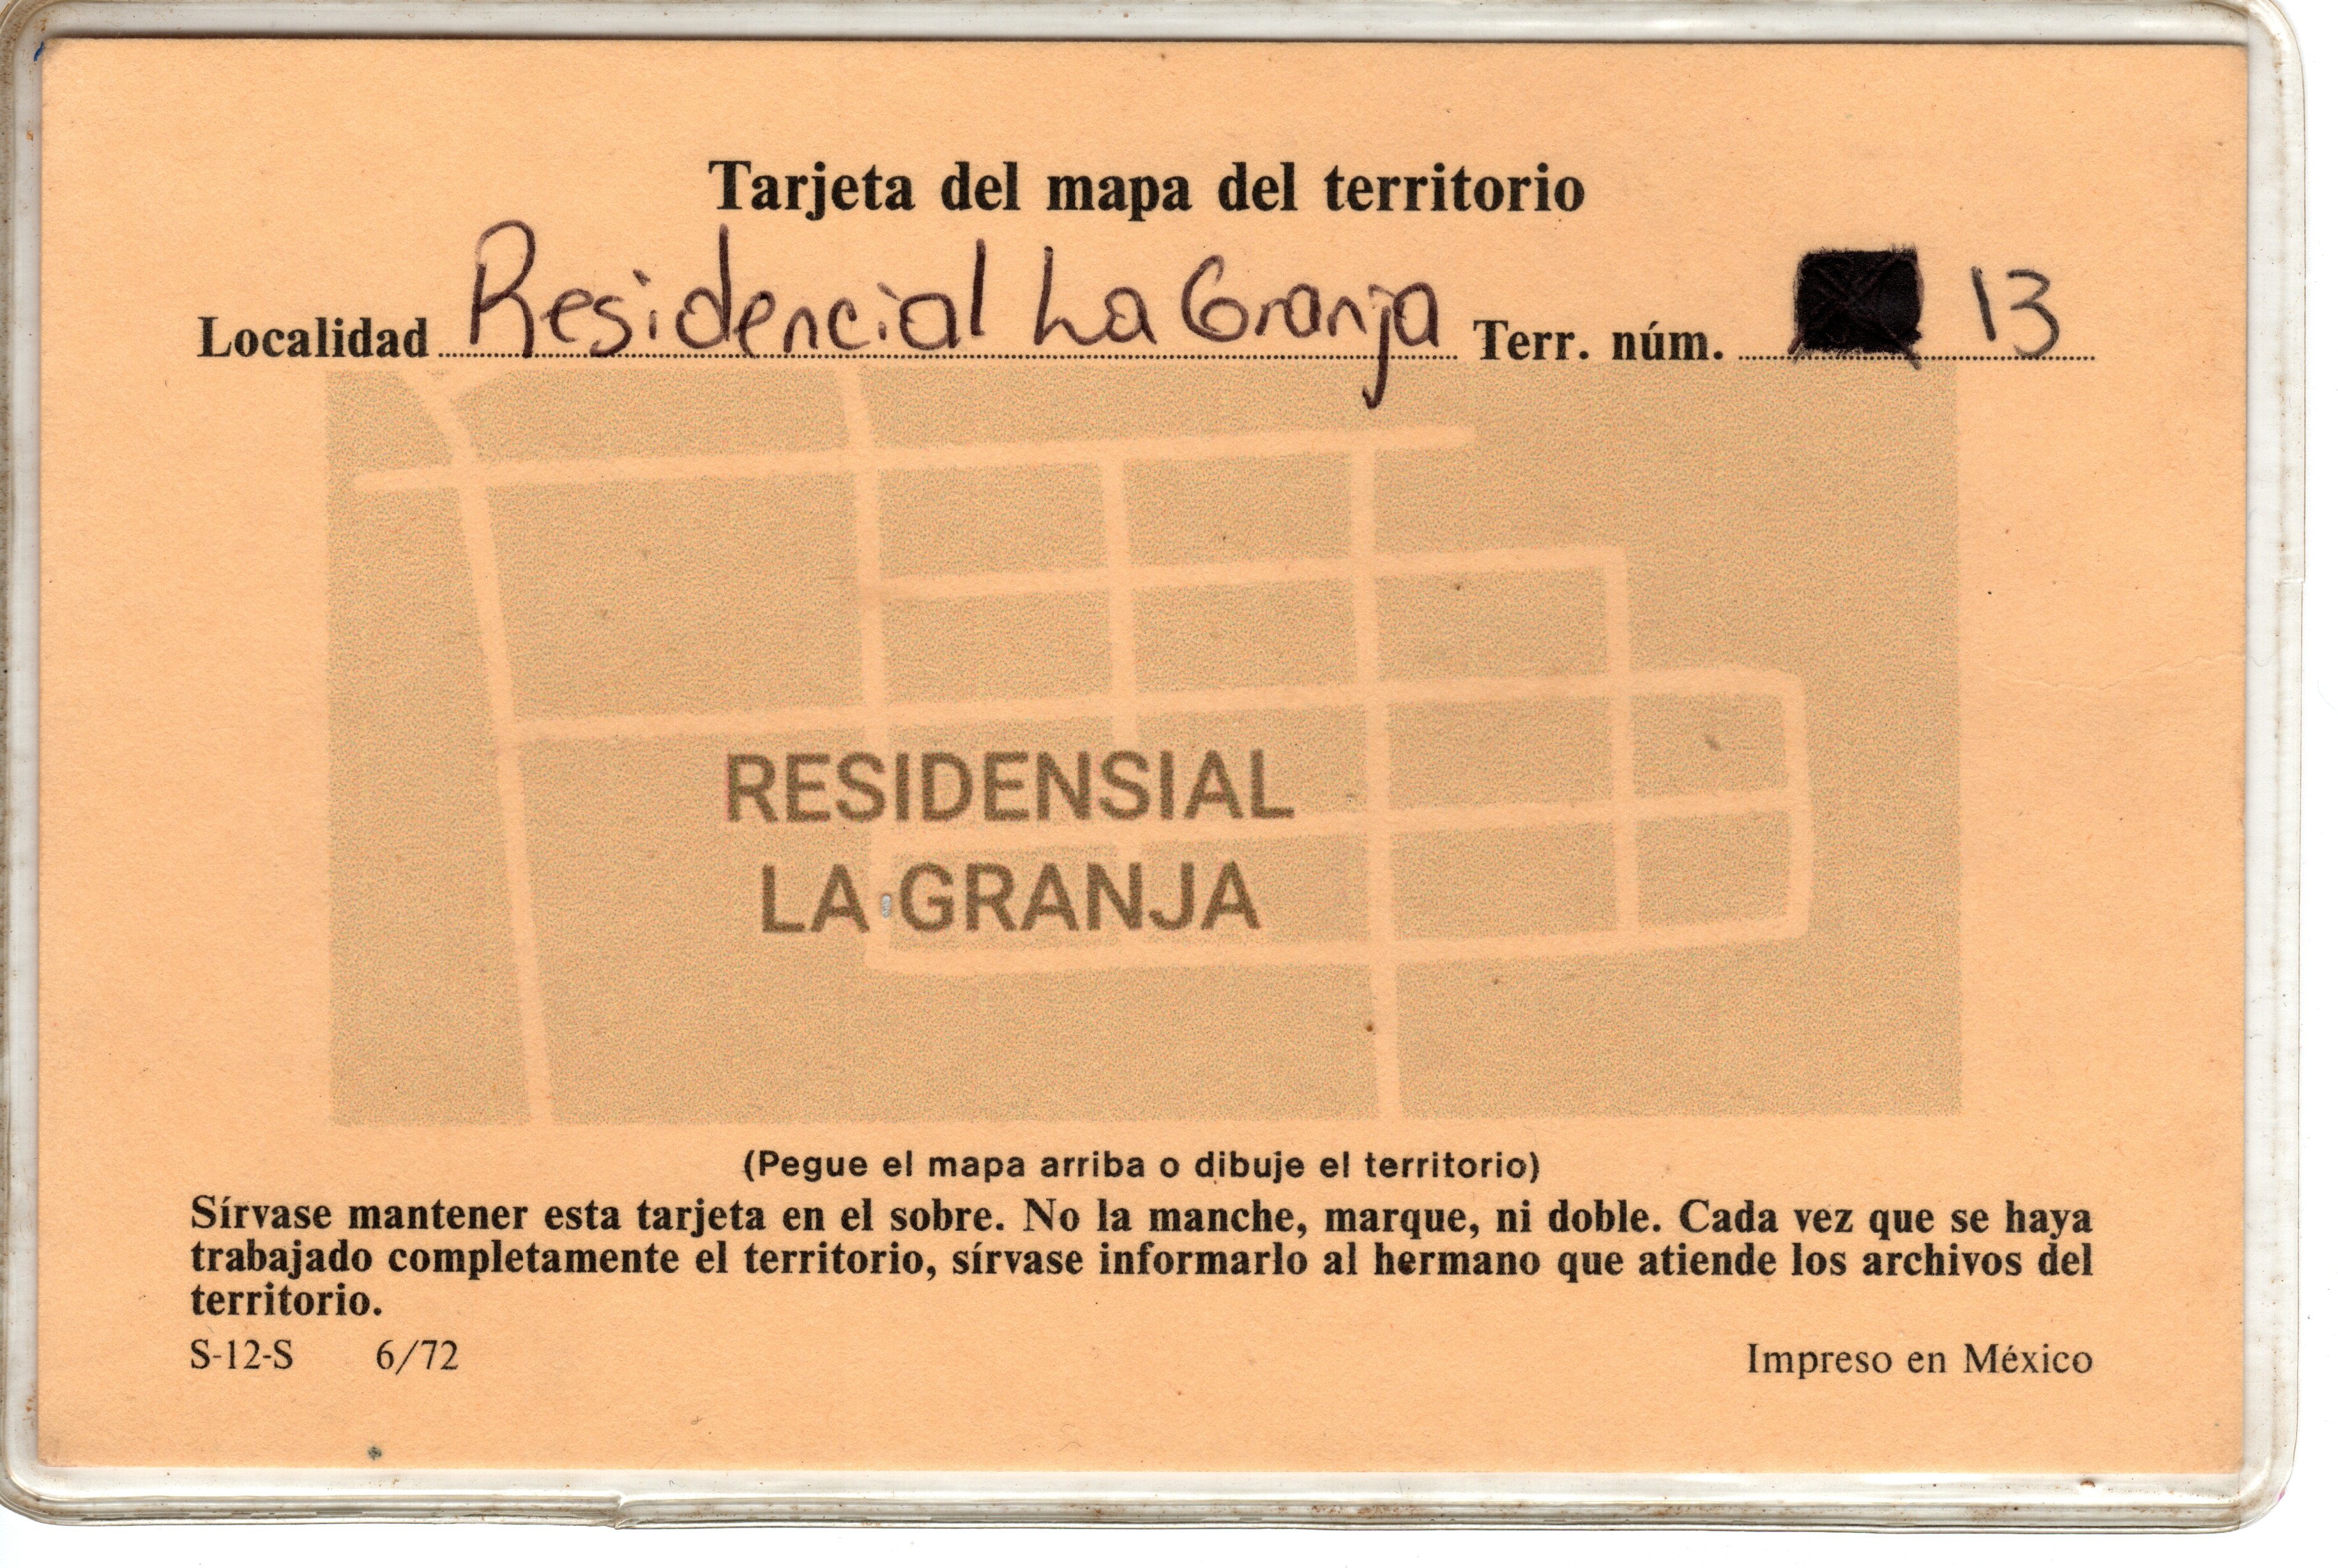 Tarjeta del mapa del territorio
Localidad Residencial La Granja Terr. núm. 13
RESIDENSIAL
LA GRANJA
(Pegue el mapa arriba o dibuje el territorio)
Sírvase mantener esta tarjeta en el sobre. No la manche, marque, ni doble. Cada vez que se haya
trabajado completamente el territorio, sírvase informarlo al hermano que atiende los archivos del
territorio.
S-12-S 6/72 Impreso en México